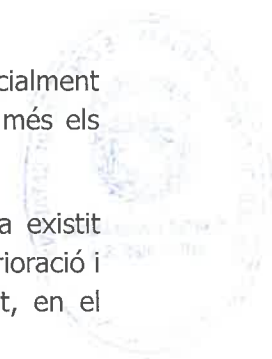 cialment
més els
a existit
rioració i
t, en el